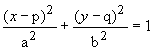 (x−p)²/a² + (y−q)²/b² = 1